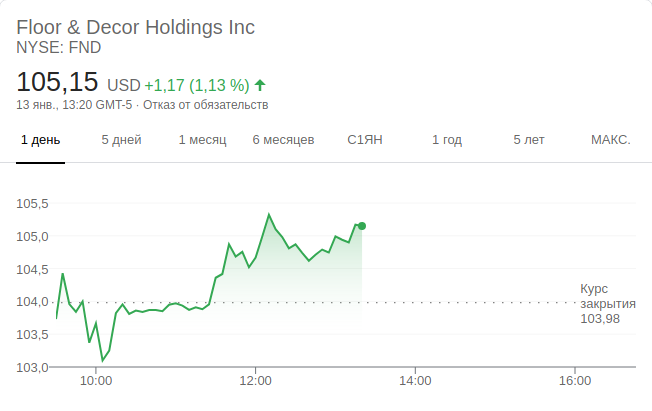 Floor & Decor Holdings Inc
NYSE: FND
105,15 USD +1,17 (1,13 %)
13 янв., 13:20 GMT-5 · Отказ от обязательств
1 день 5 дней 1 месяц 6 месяцев С1ЯН 1 год 5 лет МАКС.
105,5
105,0
104,5
104,0
103,5
103,0
Курс
закрытия
103,98
10:00 12:00 14:00 16:00